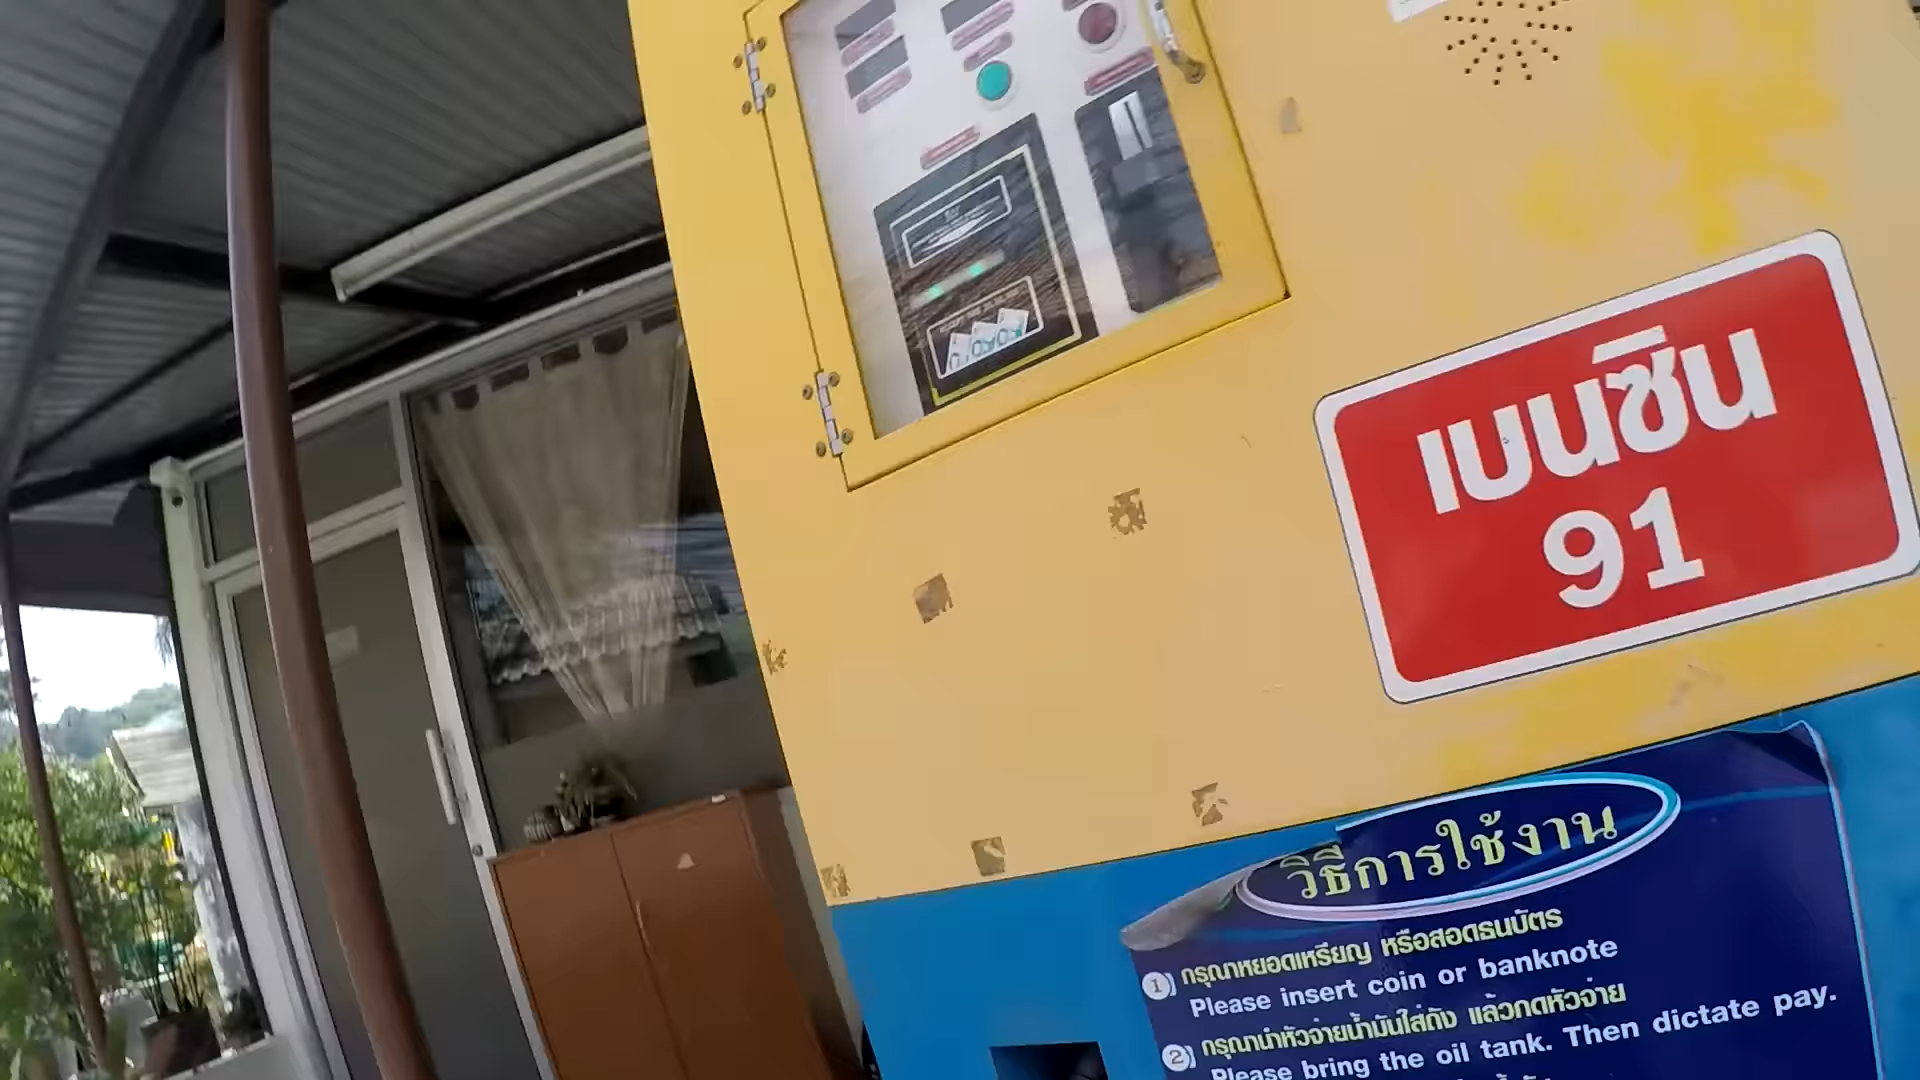 เบนซิน
91
วิธีการใช้งาน
1) กรุณาหยอดเหรียญ หรือสอดธนบัตร
Please insert coin or banknote
2) กรุณานำหัวจ่ายน้ำมันใส่ถัง แล้วกดหัวจ่าย
Please bring the oil tank. Then dictate pay.